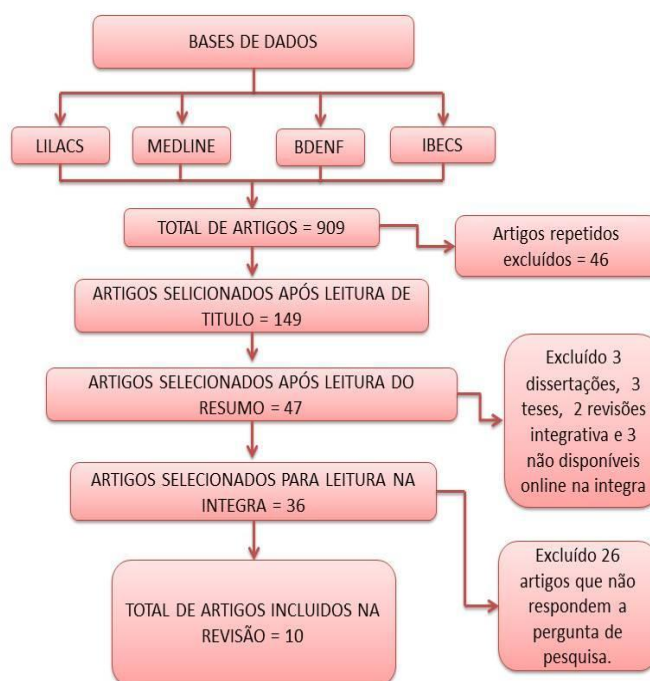 BASES DE DADOS
LILACS
MEDLINE
BDENF
IBECS
TOTAL DE ARTIGOS = 909
Artigos repetidos
excluídos = 46
ARTIGOS SELICIONADOS APÓS LEITURA DE
TITULO = 149
ARTIGOS SELECIONADOS APÓS LEITURA DO
RESUMO = 47
Excluído 3
dissertações, 3
teses, 2 revisões
integrativa e 3
não disponíveis
online na integra
ARTIGOS SELECIONADOS PARA LEITURA NA
INTEGRA = 36
Excluído 26
artigos que não
respondem a
pergunta de
pesquisa.
TOTAL DE ARTIGOS INCLUIDOS NA
REVISÃO = 10